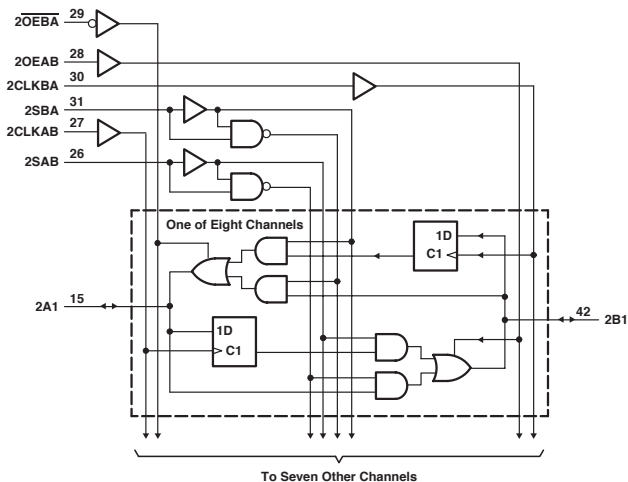 2OEBA 29
2OEAB 28
2CLKBA 30
2SBA 31
2CLKAB 27
2SAB 26
One of Eight Channels
1D
C1
2A1 15
42 2B1
1D
C1
To Seven Other Channels